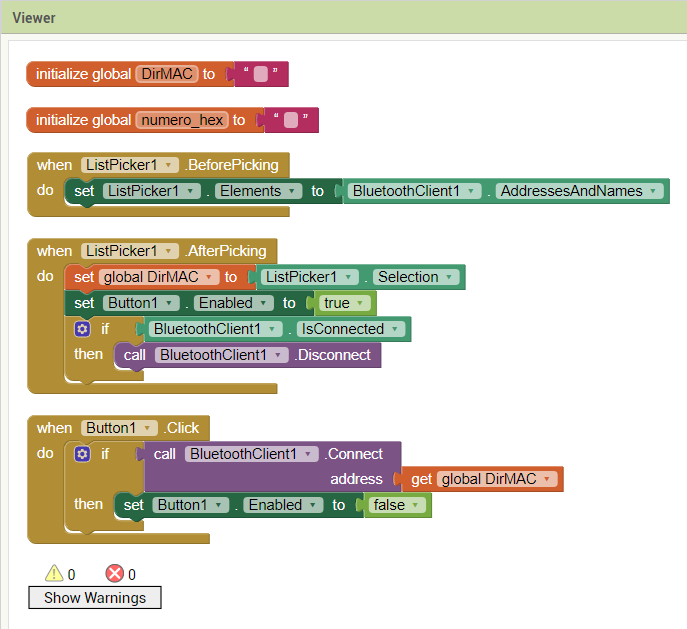 Viewer
initialize global DirMAC to “ ”
initialize global numero_hex to “ ”
when ListPicker1 .BeforePicking
do set ListPicker1 . Elements to BluetoothClient1 . AddressesAndNames
when ListPicker1 .AfterPicking
do set global DirMAC to ListPicker1 . Selection
set Button1 . Enabled to true
if BluetoothClient1 . IsConnected
then call BluetoothClient1 .Disconnect
when Button1 .Click
do if call BluetoothClient1 .Connect
address get global DirMAC
then set Button1 . Enabled to false
0 0
Show Warnings